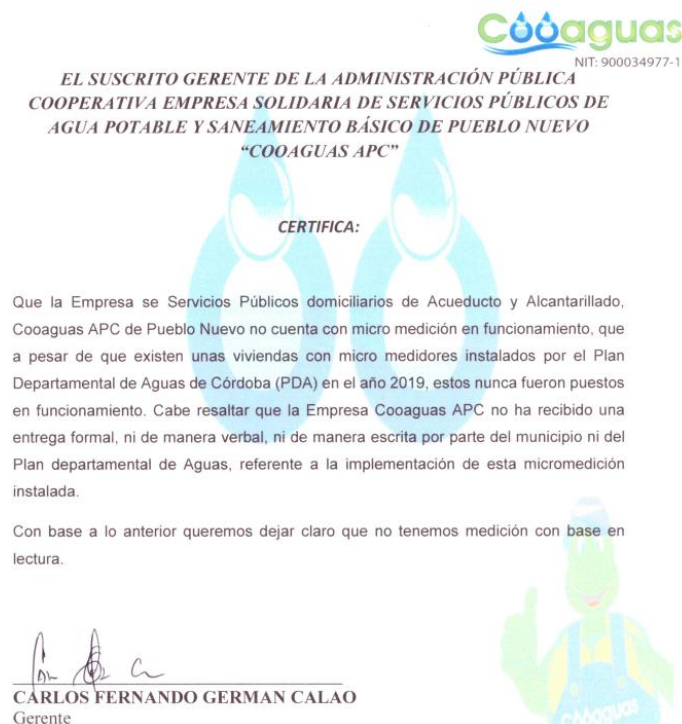 Cooaguas
NIT: 900034977-1
EL SUSCRITO GERENTE DE LA ADMINISTRACIÓN PÚBLICA
COOPERATIVA EMPRESA SOLIDARIA DE SERVICIOS PÚBLICOS DE
AGUA POTABLE Y SANEAMIENTO BÁSICO DE PUEBLO NUEVO
“COOAGUAS APC”
CERTIFICA:
Que la Empresa se Servicios Públicos domiciliarios de Acueducto y Alcantarillado,
Cooaguas APC de Pueblo Nuevo no cuenta con micro medición en funcionamiento, que
a pesar de que existen unas viviendas con micro medidores instalados por el Plan
Departamental de Aguas de Córdoba (PDA) en el año 2019, estos nunca fueron puestos
en funcionamiento. Cabe resaltar que la Empresa Cooaguas APC no ha recibido una
entrega formal, ni de manera verbal, ni de manera escrita por parte del municipio ni del
Plan departamental de Aguas, referente a la implementación de esta micromedición
instalada.
Con base a lo anterior queremos dejar claro que no tenemos medición con base en
lectura.
CARLOS FERNANDO GERMAN CALAO
Gerente
Cooaguas